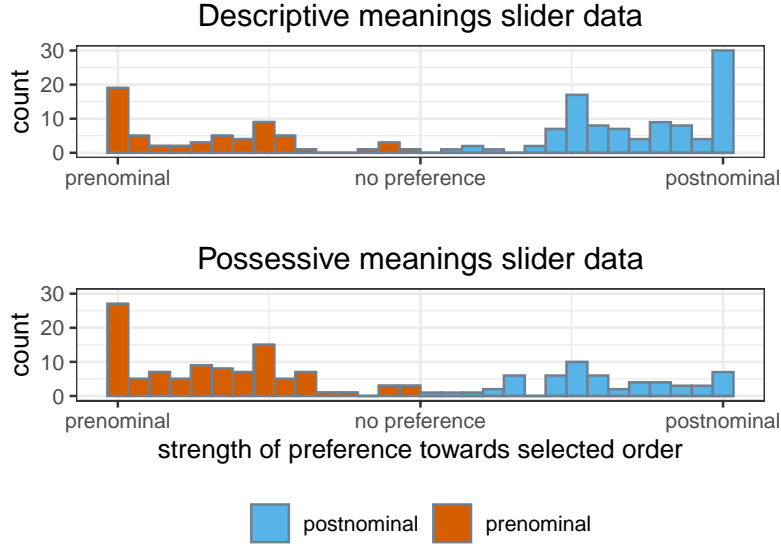 Descriptive meanings slider data
30
20
10
0
count
prenominal no preference postnominal
Possessive meanings slider data
30
20
10
0
count
prenominal no preference postnominal
strength of preference towards selected order
postnominal prenominal